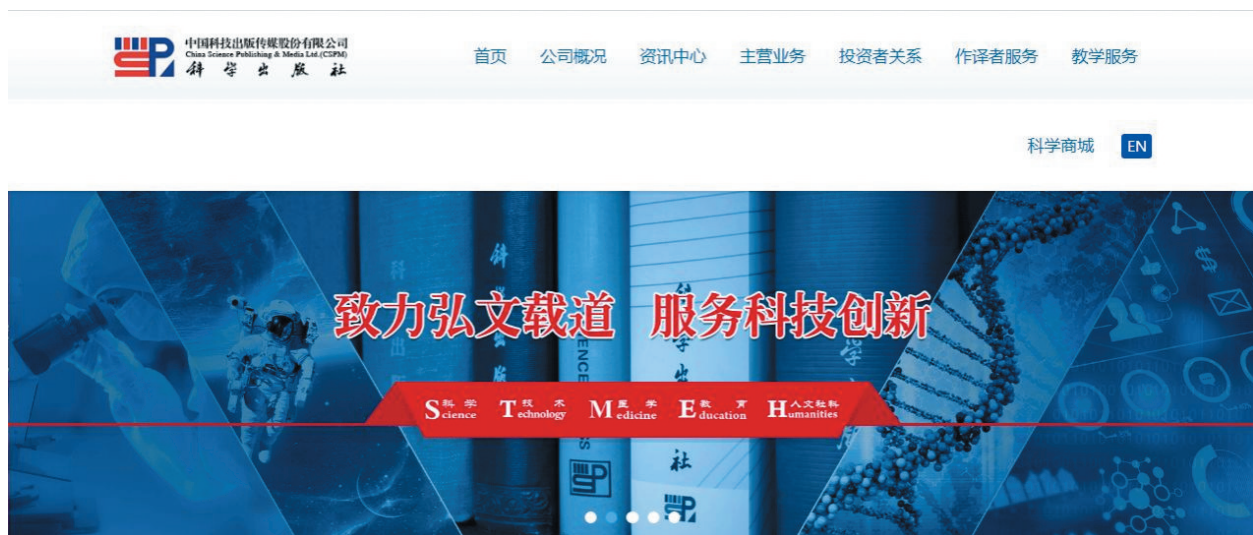 中国科技出版传媒股份有限公司
China Science Publishing & Media Ltd.(CSPM)
科学出版社
首页 公司概况 资讯中心 主营业务 投资者关系 作译者服务 教学服务
科学商城 EN
致力弘文载道 服务科技创新
科学 技术 医学 教育 人文社科
Science Technology Medicine Education Humanities